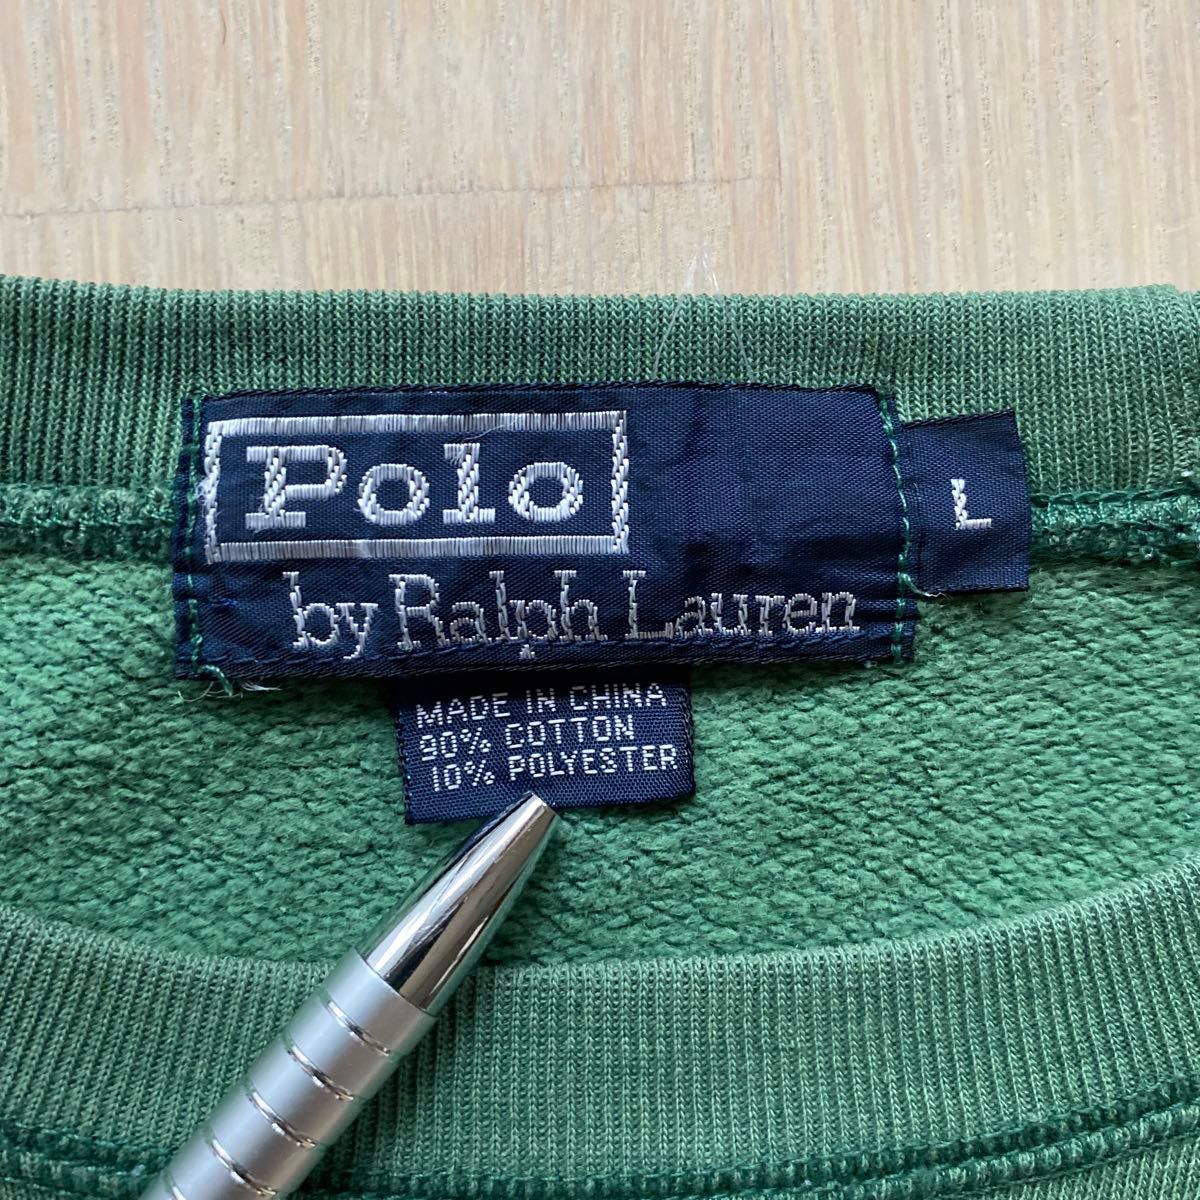 Polo
by Ralph Lauren
L
MADE IN CHINA
90% COTTON
10% POLYESTER